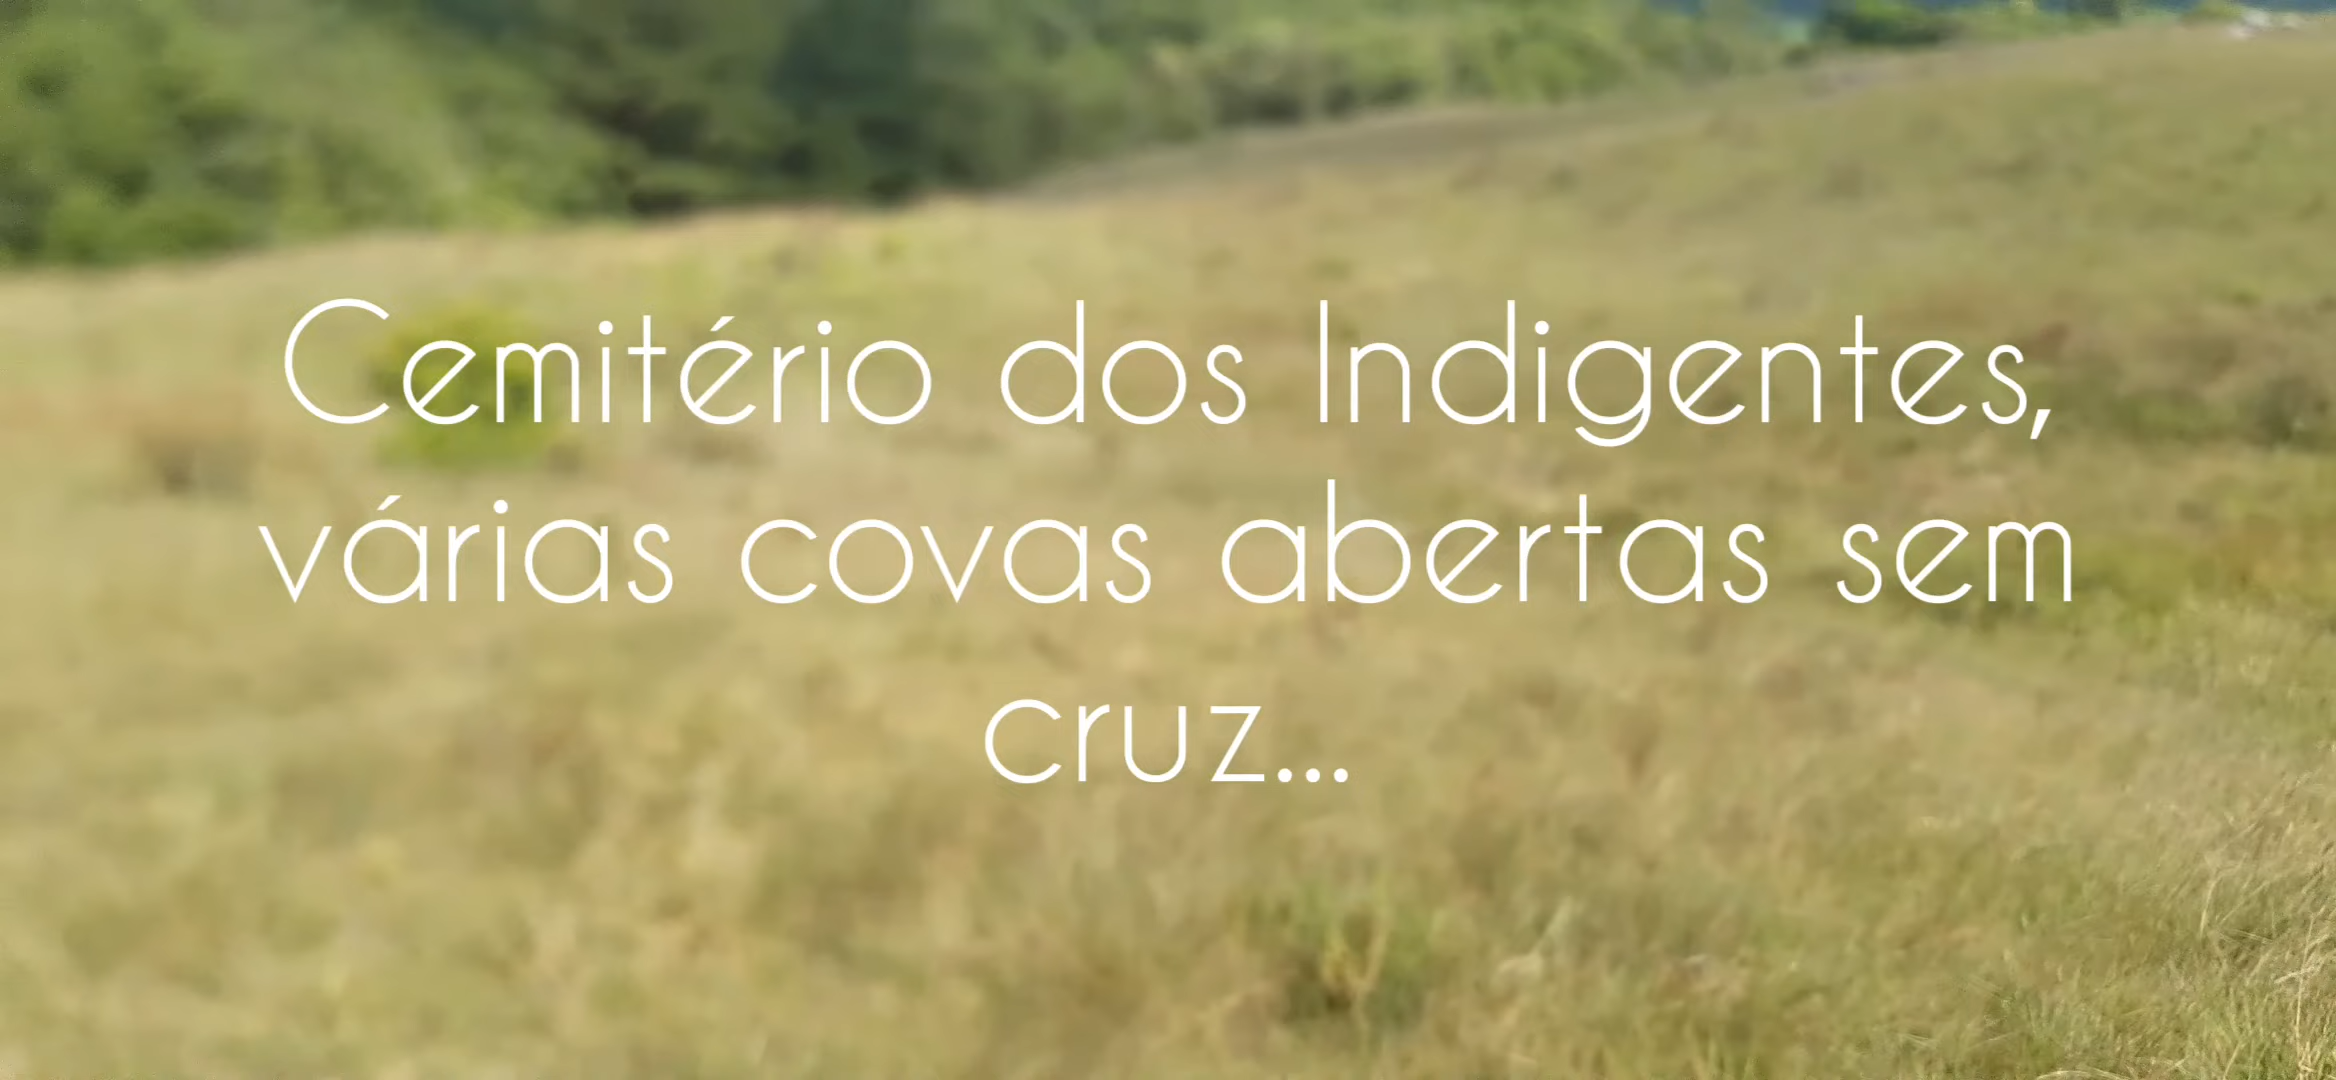 Cemitério dos Indigentes,
várias covas abertas sem
cruz...